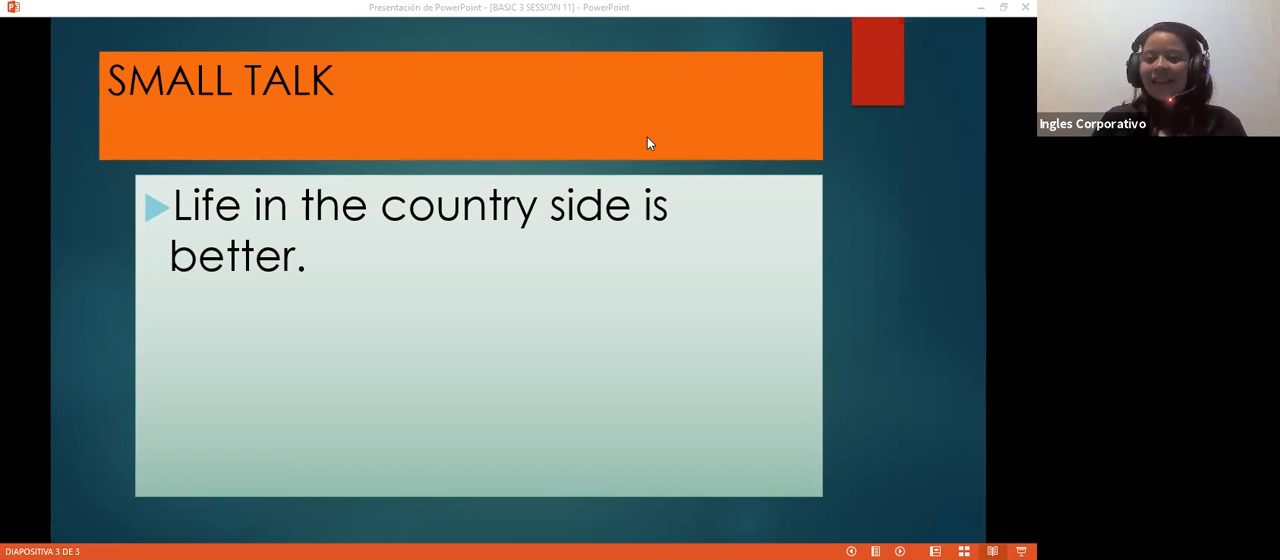 Presentación de PowerPoint - [BASIC 3 SESSION 11] - PowerPoint
SMALL TALK
Life in the country side is
better.
Ingles Corporativo
DIAPOSITIVA 3 DE 3